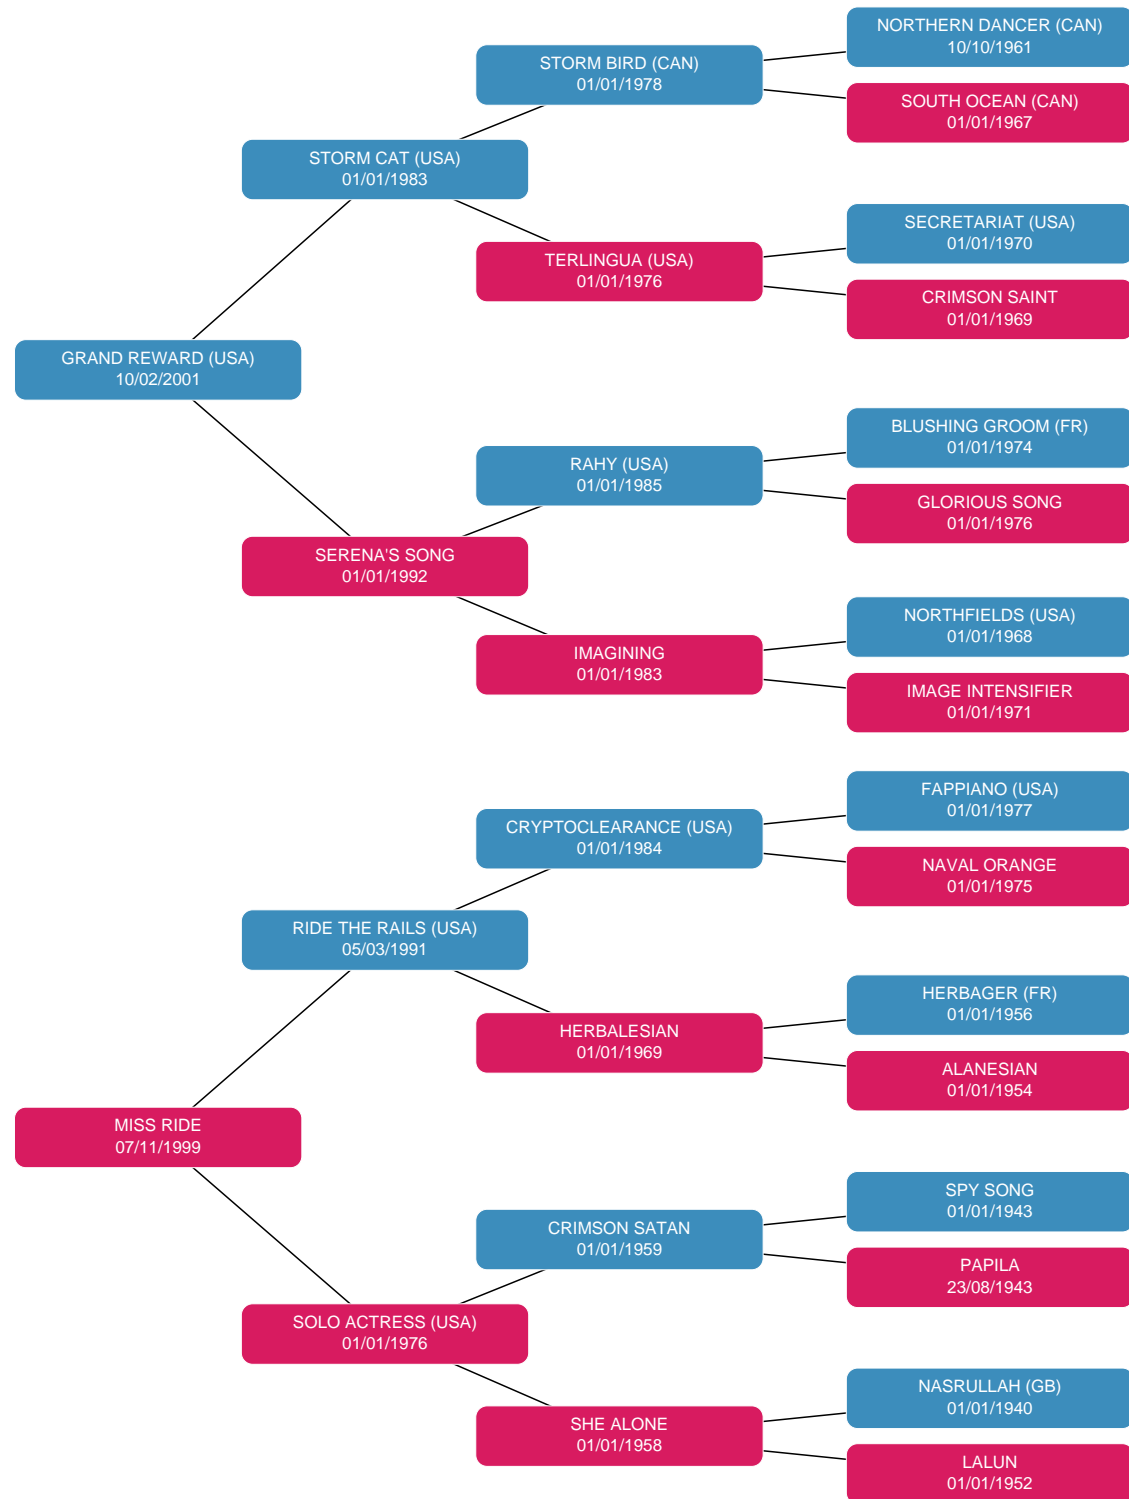 NORTHERN DANCER (CAN)
10/10/1961
STORM BIRD (CAN)
01/01/1978
SOUTH OCEAN (CAN)
01/01/1967
STORM CAT (USA)
01/01/1983
SECRETARIAT (USA)
01/01/1970
TERLINGUA (USA)
01/01/1976
CRIMSON SAINT
01/01/1969
GRAND REWARD (USA)
10/02/2001
BLUSHING GROOM (FR)
01/01/1974
RAHY (USA)
01/01/1985
GLORIOUS SONG
01/01/1976
SERENA'S SONG
01/01/1992
NORTHFIELDS (USA)
01/01/1968
IMAGINING
01/01/1983
IMAGE INTENSIFIER
01/01/1971
FAPPIANO (USA)
01/01/1977
CRYPTOCLEARANCE (USA)
01/01/1984
NAVAL ORANGE
01/01/1975
RIDE THE RAILS (USA)
05/03/1991
HERBAGER (FR)
01/01/1956
HERBALESIAN
01/01/1969
ALANESIAN
01/01/1954
MISS RIDE
07/11/1999
SPY SONG
01/01/1943
CRIMSON SATAN
01/01/1959
PAPILA
23/08/1943
SOLO ACTRESS (USA)
01/01/1976
NASRULLAH (GB)
01/01/1940
SHE ALONE
01/01/1958
LALUN
01/01/1952